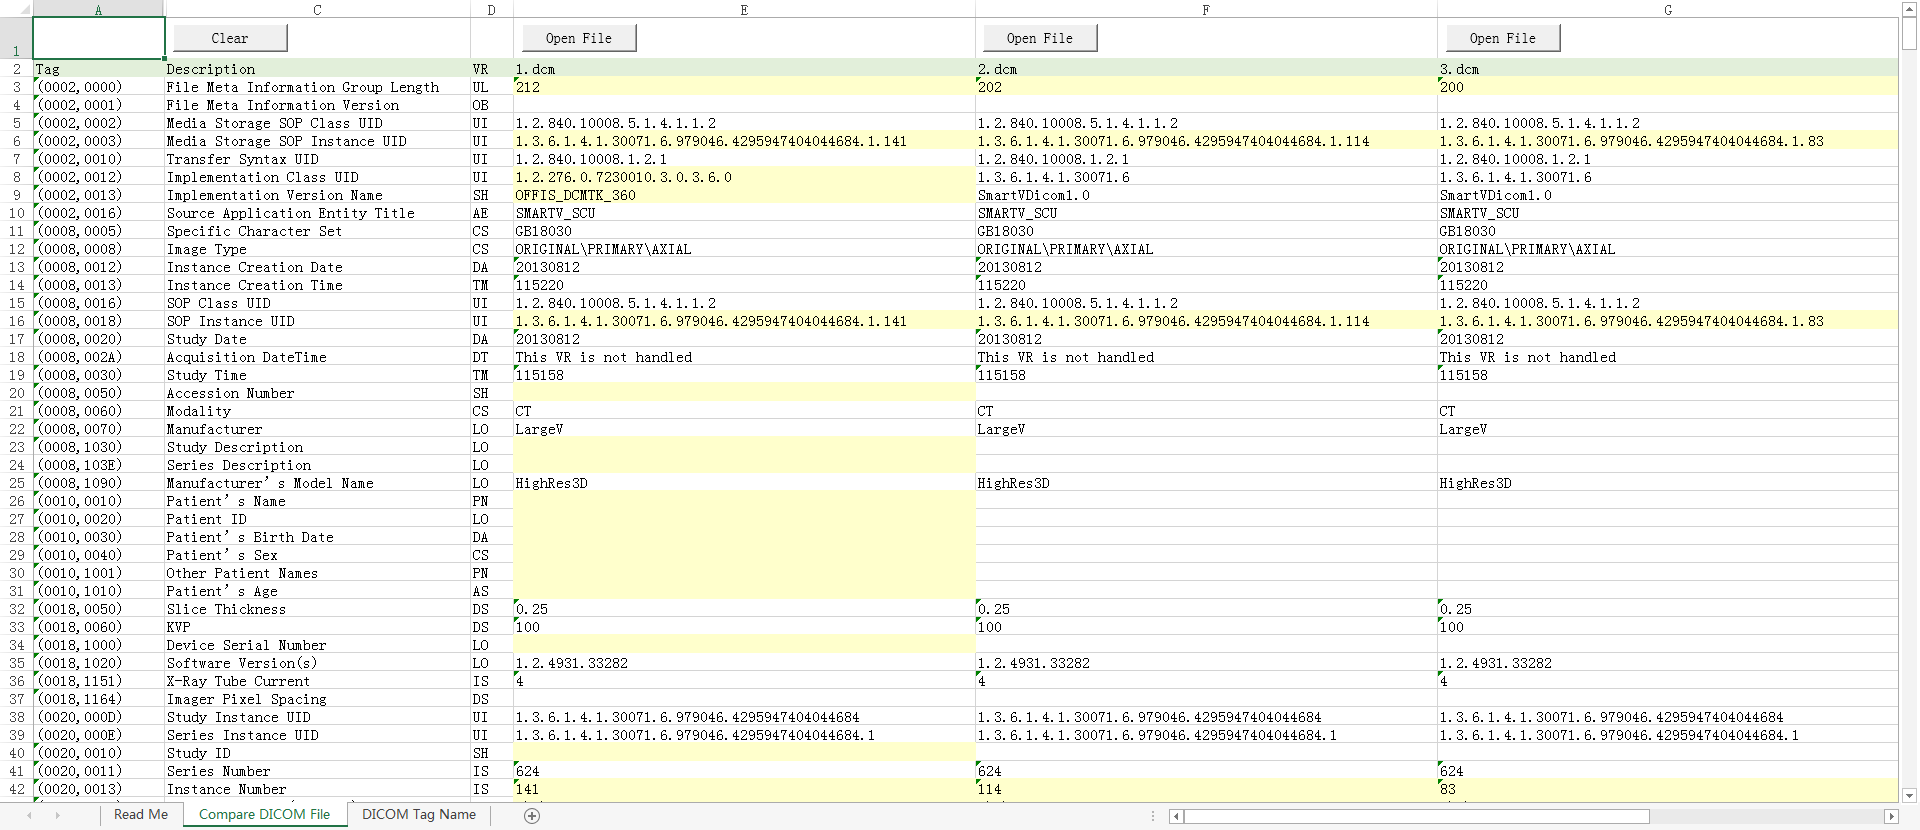 A C D E F G
1 Clear Open File Open File Open File
2 Tag Description VR 1.dcm 2.dcm 3.dcm
3 (0002,0000) File Meta Information Group Length UL 212 202 200
4 (0002,0001) File Meta Information Version OB
5 (0002,0002) Media Storage SOP Class UID UI 1.2.840.10008.5.1.4.1.1.2 1.2.840.10008.5.1.4.1.1.2 1.2.840.10008.5.1.4.1.1.2
6 (0002,0003) Media Storage SOP Instance UID UI 1.3.6.1.4.1.30071.6.979046.4295947404044684.1.141 1.3.6.1.4.1.30071.6.979046.4295947404044684.1.114 1.3.6.1.4.1.30071.6.979046.4295947404044684.1.83
7 (0002,0010) Transfer Syntax UID UI 1.2.840.10008.1.2.1 1.2.840.10008.1.2.1 1.2.840.10008.1.2.1
8 (0002,0012) Implementation Class UID UI 1.2.276.0.7230010.3.0.3.6.0 1.3.6.1.4.1.30071.6 1.3.6.1.4.1.30071.6
9 (0002,0013) Implementation Version Name SH OFFIS_DCMTK_360 SmartVDicom1.0 SmartVDicom1.0
10 (0002,0016) Source Application Entity Title AE SMARTV_SCU SMARTV_SCU SMARTV_SCU
11 (0008,0005) Specific Character Set CS GB18030 GB18030 GB18030
12 (0008,0008) Image Type CS ORIGINAL\PRIMARY\AXIAL ORIGINAL\PRIMARY\AXIAL ORIGINAL\PRIMARY\AXIAL
13 (0008,0012) Instance Creation Date DA 20130812 20130812 20130812
14 (0008,0013) Instance Creation Time TM 115220 115220 115220
15 (0008,0016) SOP Class UID UI 1.2.840.10008.5.1.4.1.1.2 1.2.840.10008.5.1.4.1.1.2 1.2.840.10008.5.1.4.1.1.2
16 (0008,0018) SOP Instance UID UI 1.3.6.1.4.1.30071.6.979046.4295947404044684.1.141 1.3.6.1.4.1.30071.6.979046.4295947404044684.1.114 1.3.6.1.4.1.30071.6.979046.4295947404044684.1.83
17 (0008,0020) Study Date DA 20130812 20130812 20130812
18 (0008,002A) Acquisition DateTime DT This VR is not handled This VR is not handled This VR is not handled
19 (0008,0030) Study Time TM 115158 115158 115158
20 (0008,0050) Accession Number SH
21 (0008,0060) Modality CS CT CT CT
22 (0008,0070) Manufacturer LO LargeV LargeV LargeV
23 (0008,1030) Study Description LO
24 (0008,103E) Series Description LO
25 (0008,1090) Manufacturer’s Model Name LO HighRes3D HighRes3D HighRes3D
26 (0010,0010) Patient’s Name PN
27 (0010,0020) Patient ID LO
28 (0010,0030) Patient’s Birth Date DA
29 (0010,0040) Patient’s Sex CS
30 (0010,1001) Other Patient Names PN
31 (0010,1010) Patient’s Age AS
32 (0018,0050) Slice Thickness DS 0.25 0.25 0.25
33 (0018,0060) KVP DS 100 100 100
34 (0018,1000) Device Serial Number LO
35 (0018,1020) Software Version(s) LO 1.2.4931.33282 1.2.4931.33282 1.2.4931.33282
36 (0018,1151) X-Ray Tube Current IS 4 4 4
37 (0018,1164) Imager Pixel Spacing DS
38 (0020,000D) Study Instance UID UI 1.3.6.1.4.1.30071.6.979046.4295947404044684 1.3.6.1.4.1.30071.6.979046.4295947404044684 1.3.6.1.4.1.30071.6.979046.4295947404044684
39 (0020,000E) Series Instance UID UI 1.3.6.1.4.1.30071.6.979046.4295947404044684.1 1.3.6.1.4.1.30071.6.979046.4295947404044684.1 1.3.6.1.4.1.30071.6.979046.4295947404044684.1
40 (0020,0010) Study ID SH
41 (0020,0011) Series Number IS 624 624 624
42 (0020,0013) Instance Number IS 141 114 83
Read Me Compare DICOM File DICOM Tag Name